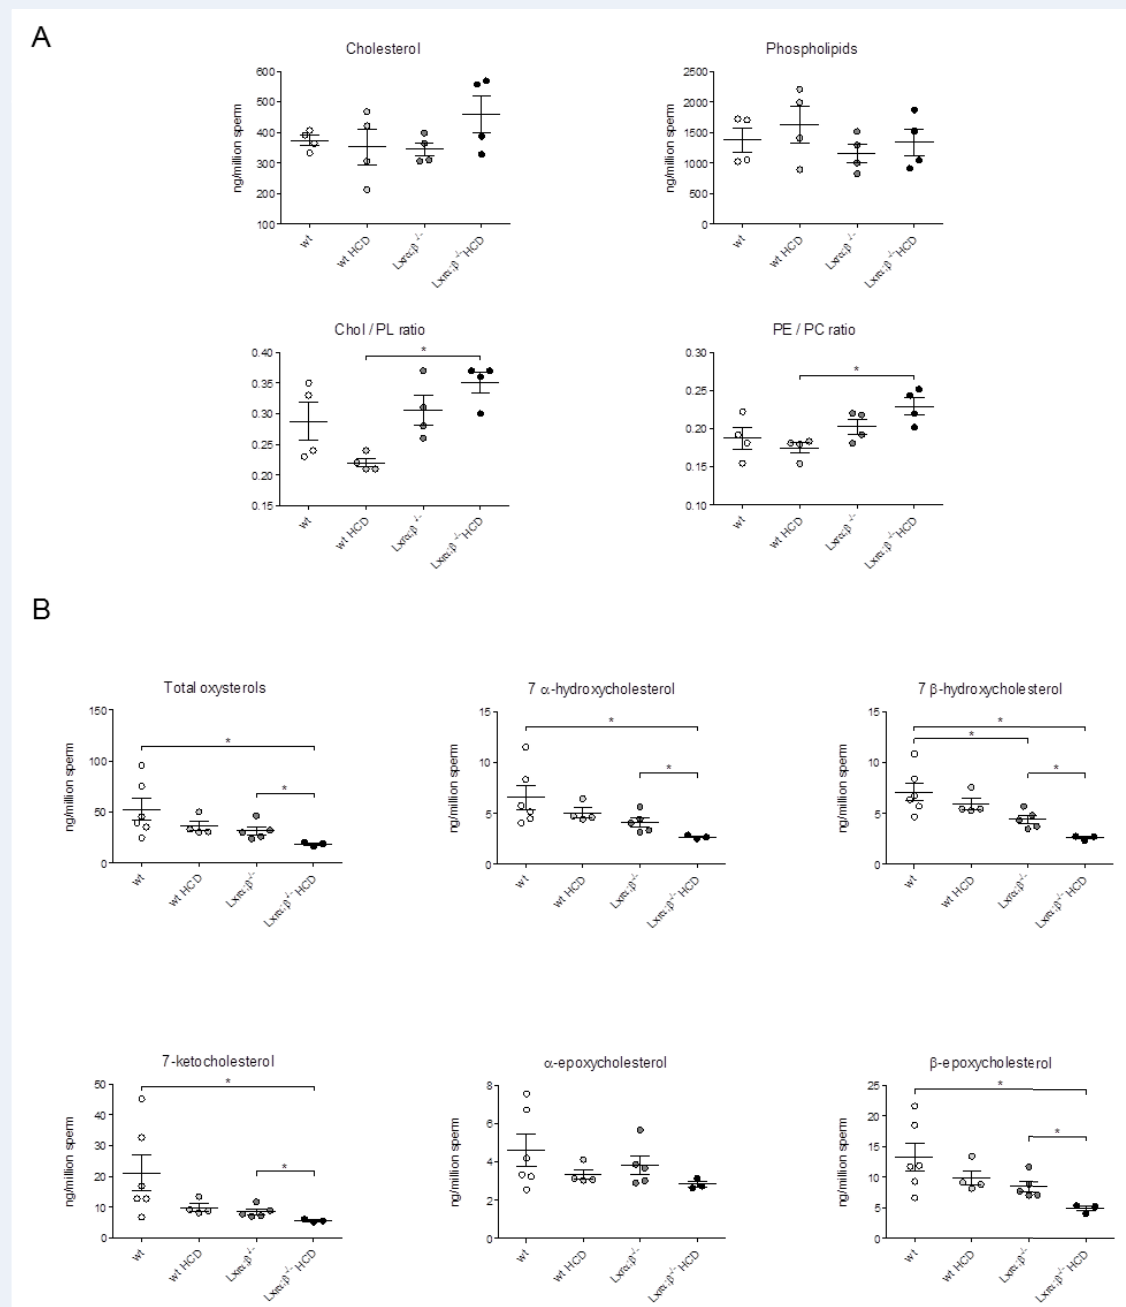 A
Cholesterol
600
500
400
300
200
100
ng/million sperm
wt
wt HCD
Lxrα;β⁻/⁻
Lxrα;β⁻/⁻HCD
Phospholipids
2500
2000
1500
1000
500
0
ng/million sperm
wt
wt HCD
Lxrα;β⁻/⁻
Lxrα;β⁻/⁻HCD
Chol / PL ratio
0.40
0.35
0.30
0.25
0.20
0.15
*
wt
wt HCD
Lxrα;β⁻/⁻
Lxrα;β⁻/⁻HCD
PE / PC ratio
0.30
0.25
0.20
0.15
0.10
*
wt
wt HCD
Lxrα;β⁻/⁻
Lxrα;β⁻/⁻HCD
B
Total oxysterols
150
100
50
0
ng/million sperm
*
*
wt
wt HCD
Lxrα;β⁻/⁻
Lxrα;β⁻/⁻ HCD
7 α-hydroxycholesterol
15
10
5
0
ng/million sperm
*
*
wt
wt HCD
Lxrα;β⁻/⁻
Lxrα;β⁻/⁻ HCD
7 β-hydroxycholesterol
15
10
5
0
ng/million sperm
*
*
*
wt
wt HCD
Lxrα;β⁻/⁻
Lxrα;β⁻/⁻ HCD
7-ketocholesterol
50
40
30
20
10
0
ng/million sperm
*
*
wt
wt HCD
Lxrα;β⁻/⁻
Lxrα;β⁻/⁻ HCD
α-epoxycholesterol
8
6
4
2
0
ng/million sperm
wt
wt HCD
Lxrα;β⁻/⁻
Lxrα;β⁻/⁻ HCD
β-epoxycholesterol
25
20
15
10
5
0
ng/million sperm
*
*
wt
wt HCD
Lxrα;β⁻/⁻
Lxrα;β⁻/⁻ HCD